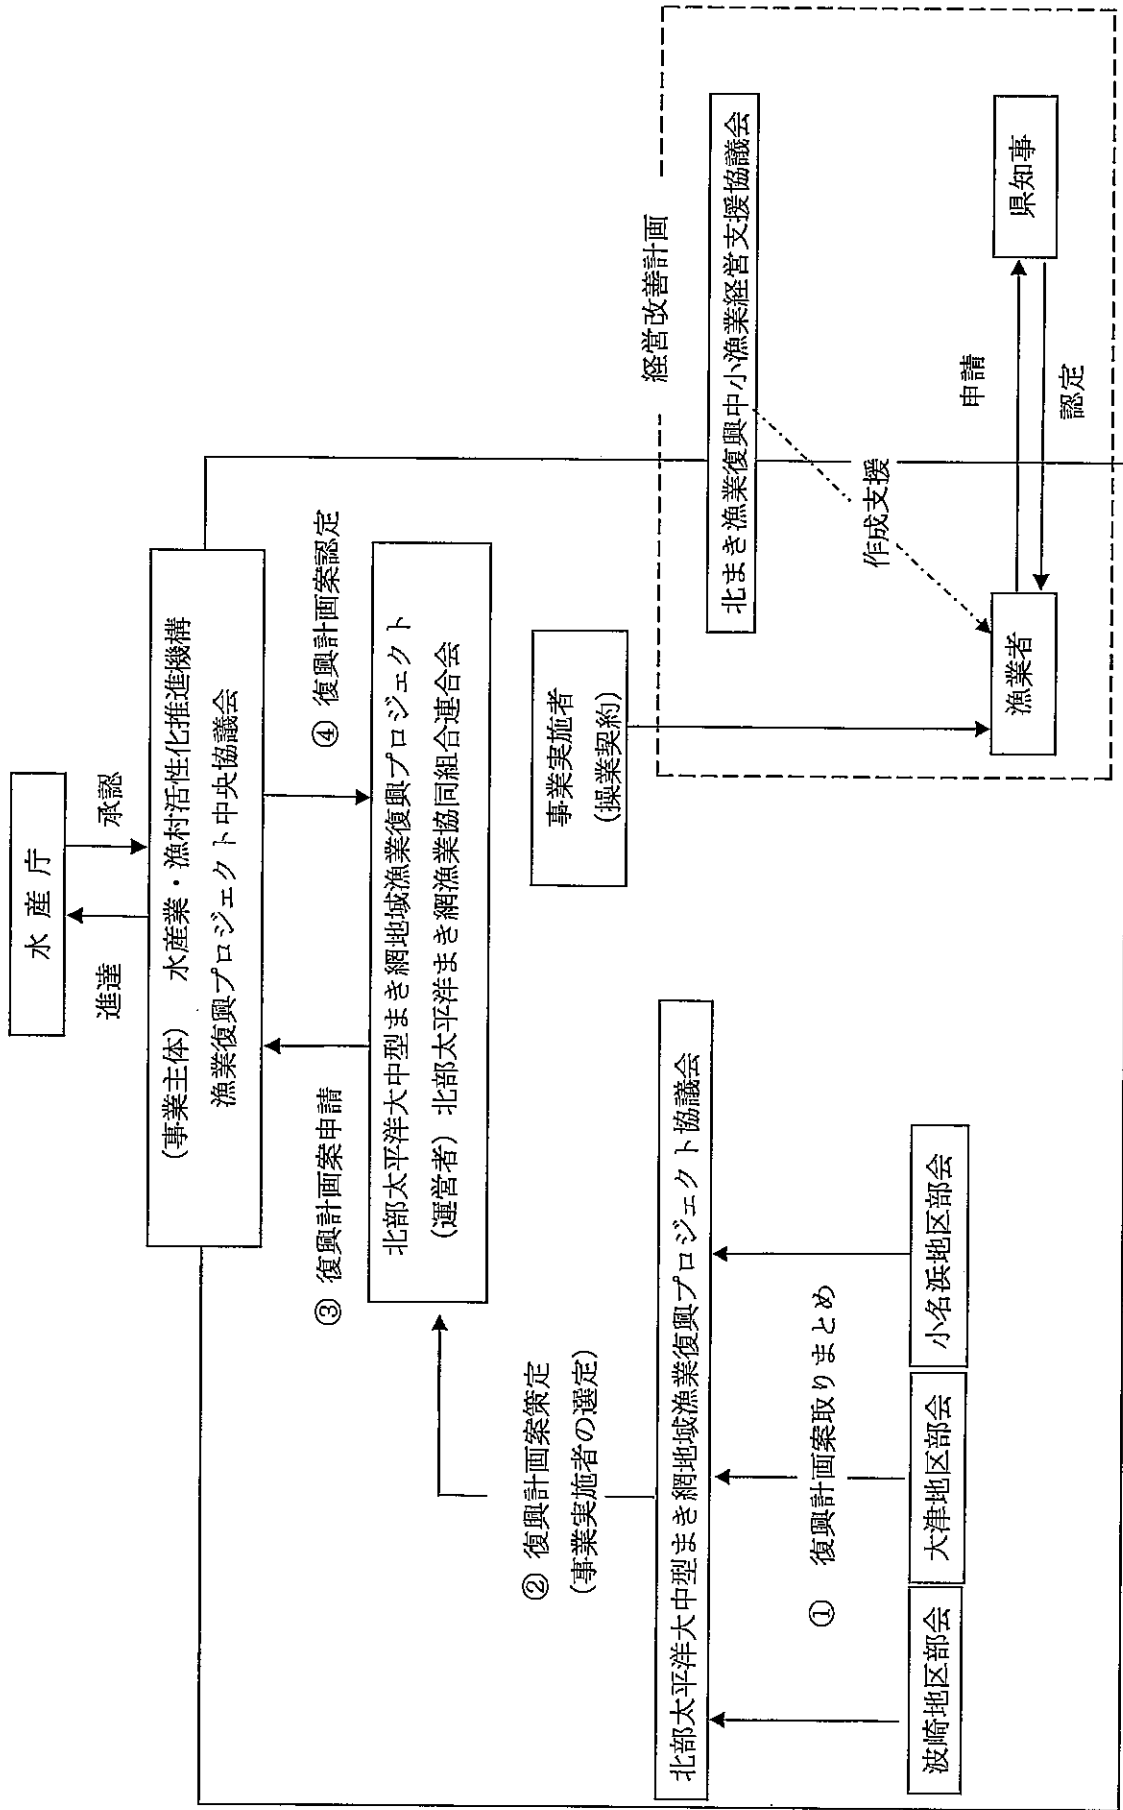 水産庁
進達
承認
(事業主体) 水産業・漁村活性化推進機構
漁業復興プロジェクト中央協議会
③ 復興計画案申請
④ 復興計画案認定
北部太平洋大中型まき網地域漁業復興プロジェクト
(運営者) 北部太平洋まき網漁業協同組合連合会
② 復興計画案策定
(事業実施者の選定)
事業実施者
(操業契約)
北部太平洋大中型まき網地域漁業復興プロジェクト協議会
① 復興計画案取りまとめ
波崎地区部会
大津地区部会
小名浜地区部会
経営改善計画
北まき漁業復興中小漁業経営支援協議会
作成支援
漁業者
申請
認定
県知事